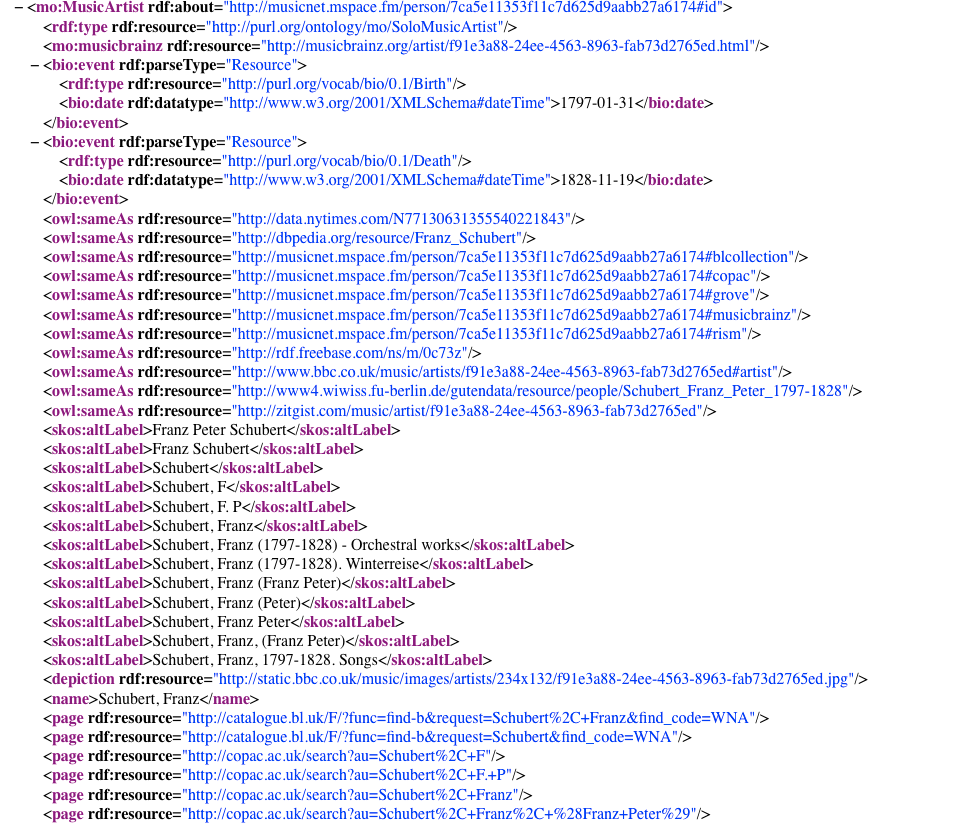 – <mo:MusicArtist rdf:about="http://musicnet.mspace.fm/person/7ca5e11353f11c7d625d9aabb27a6174#id">
<rdf:type rdf:resource="http://purl.org/ontology/mo/SoloMusicArtist"/>
<mo:musicbrainz rdf:resource="http://musicbrainz.org/artist/f91e3a88-24ee-4563-8963-fab73d2765ed.html"/>
– <bio:event rdf:parseType="Resource">
<rdf:type rdf:resource="http://purl.org/vocab/bio/0.1/Birth"/>
<bio:date rdf:datatype="http://www.w3.org/2001/XMLSchema#dateTime">1797-01-31</bio:date>
</bio:event>
– <bio:event rdf:parseType="Resource">
<rdf:type rdf:resource="http://purl.org/vocab/bio/0.1/Death"/>
<bio:date rdf:datatype="http://www.w3.org/2001/XMLSchema#dateTime">1828-11-19</bio:date>
</bio:event>
<owl:sameAs rdf:resource="http://data.nytimes.com/N77130631355540221843"/>
<owl:sameAs rdf:resource="http://dbpedia.org/resource/Franz_Schubert"/>
<owl:sameAs rdf:resource="http://musicnet.mspace.fm/person/7ca5e11353f11c7d625d9aabb27a6174#blcollection"/>
<owl:sameAs rdf:resource="http://musicnet.mspace.fm/person/7ca5e11353f11c7d625d9aabb27a6174#copac"/>
<owl:sameAs rdf:resource="http://musicnet.mspace.fm/person/7ca5e11353f11c7d625d9aabb27a6174#grove"/>
<owl:sameAs rdf:resource="http://musicnet.mspace.fm/person/7ca5e11353f11c7d625d9aabb27a6174#musicbrainz"/>
<owl:sameAs rdf:resource="http://musicnet.mspace.fm/person/7ca5e11353f11c7d625d9aabb27a6174#rism"/>
<owl:sameAs rdf:resource="http://rdf.freebase.com/ns/m/0c73z"/>
<owl:sameAs rdf:resource="http://www.bbc.co.uk/music/artists/f91e3a88-24ee-4563-8963-fab73d2765ed#artist"/>
<owl:sameAs rdf:resource="http://www4.wiwiss.fu-berlin.de/gutendata/resource/people/Schubert_Franz_Peter_1797-1828"/>
<owl:sameAs rdf:resource="http://zitgist.com/music/artist/f91e3a88-24ee-4563-8963-fab73d2765ed"/>
<skos:altLabel>Franz Peter Schubert</skos:altLabel>
<skos:altLabel>Franz Schubert</skos:altLabel>
<skos:altLabel>Schubert</skos:altLabel>
<skos:altLabel>Schubert, F</skos:altLabel>
<skos:altLabel>Schubert, F. P</skos:altLabel>
<skos:altLabel>Schubert, Franz</skos:altLabel>
<skos:altLabel>Schubert, Franz (1797-1828) - Orchestral works</skos:altLabel>
<skos:altLabel>Schubert, Franz (1797-1828). Winterreise</skos:altLabel>
<skos:altLabel>Schubert, Franz (Franz Peter)</skos:altLabel>
<skos:altLabel>Schubert, Franz (Peter)</skos:altLabel>
<skos:altLabel>Schubert, Franz Peter</skos:altLabel>
<skos:altLabel>Schubert, Franz, (Franz Peter)</skos:altLabel>
<skos:altLabel>Schubert, Franz, 1797-1828. Songs</skos:altLabel>
<depiction rdf:resource="http://static.bbc.co.uk/music/images/artists/234x132/f91e3a88-24ee-4563-8963-fab73d2765ed.jpg"/>
<name>Schubert, Franz</name>
<page rdf:resource="http://catalogue.bl.uk/F/?func=find-b&request=Schubert%2C+Franz&find_code=WNA"/>
<page rdf:resource="http://catalogue.bl.uk/F/?func=find-b&request=Schubert&find_code=WNA"/>
<page rdf:resource="http://copac.ac.uk/search?au=Schubert%2C+F"/>
<page rdf:resource="http://copac.ac.uk/search?au=Schubert%2C+F.+P"/>
<page rdf:resource="http://copac.ac.uk/search?au=Schubert%2C+Franz"/>
<page rdf:resource="http://copac.ac.uk/search?au=Schubert%2C+Franz%2C+%28Franz+Peter%29"/>